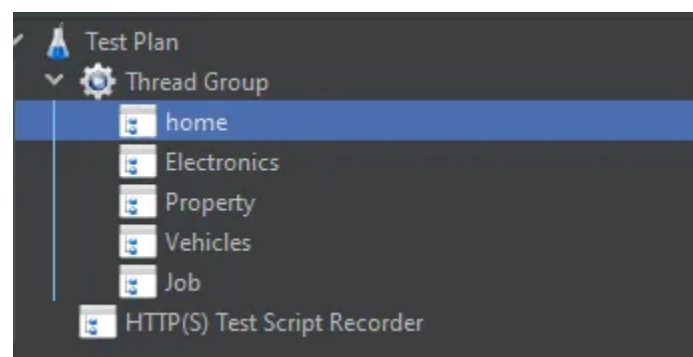 Test Plan
Thread Group
home
Electronics
Property
Vehicles
Job
HTTP(S) Test Script Recorder